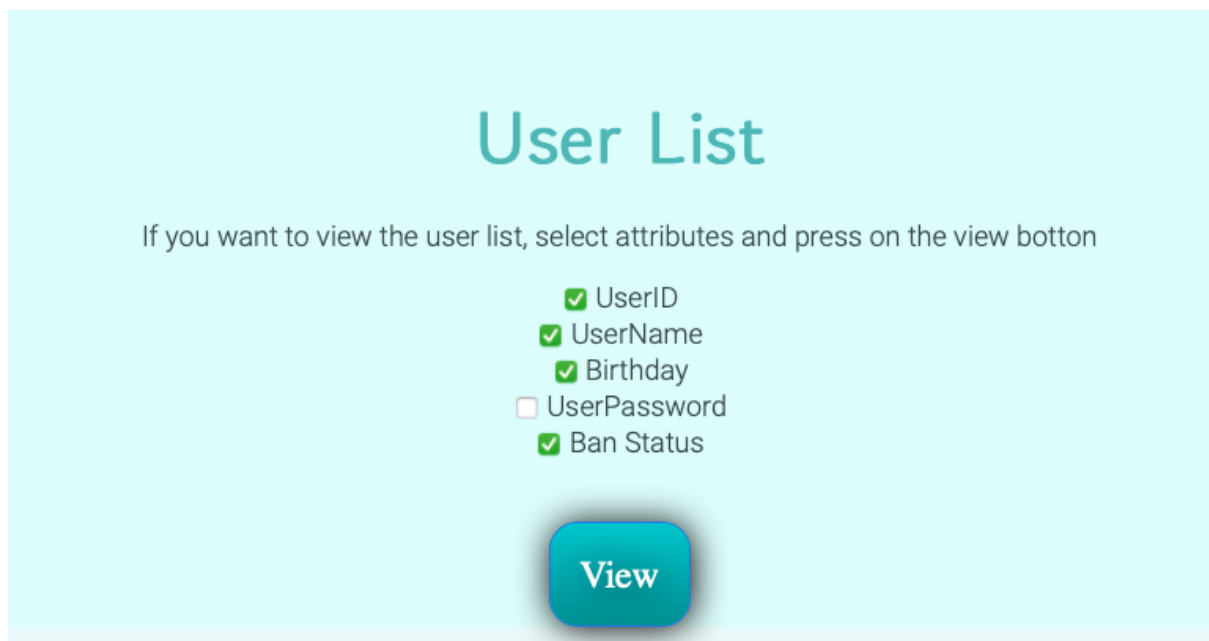 User List
If you want to view the user list, select attributes and press on the view botton
UserID
UserName
Birthday
UserPassword
Ban Status
View